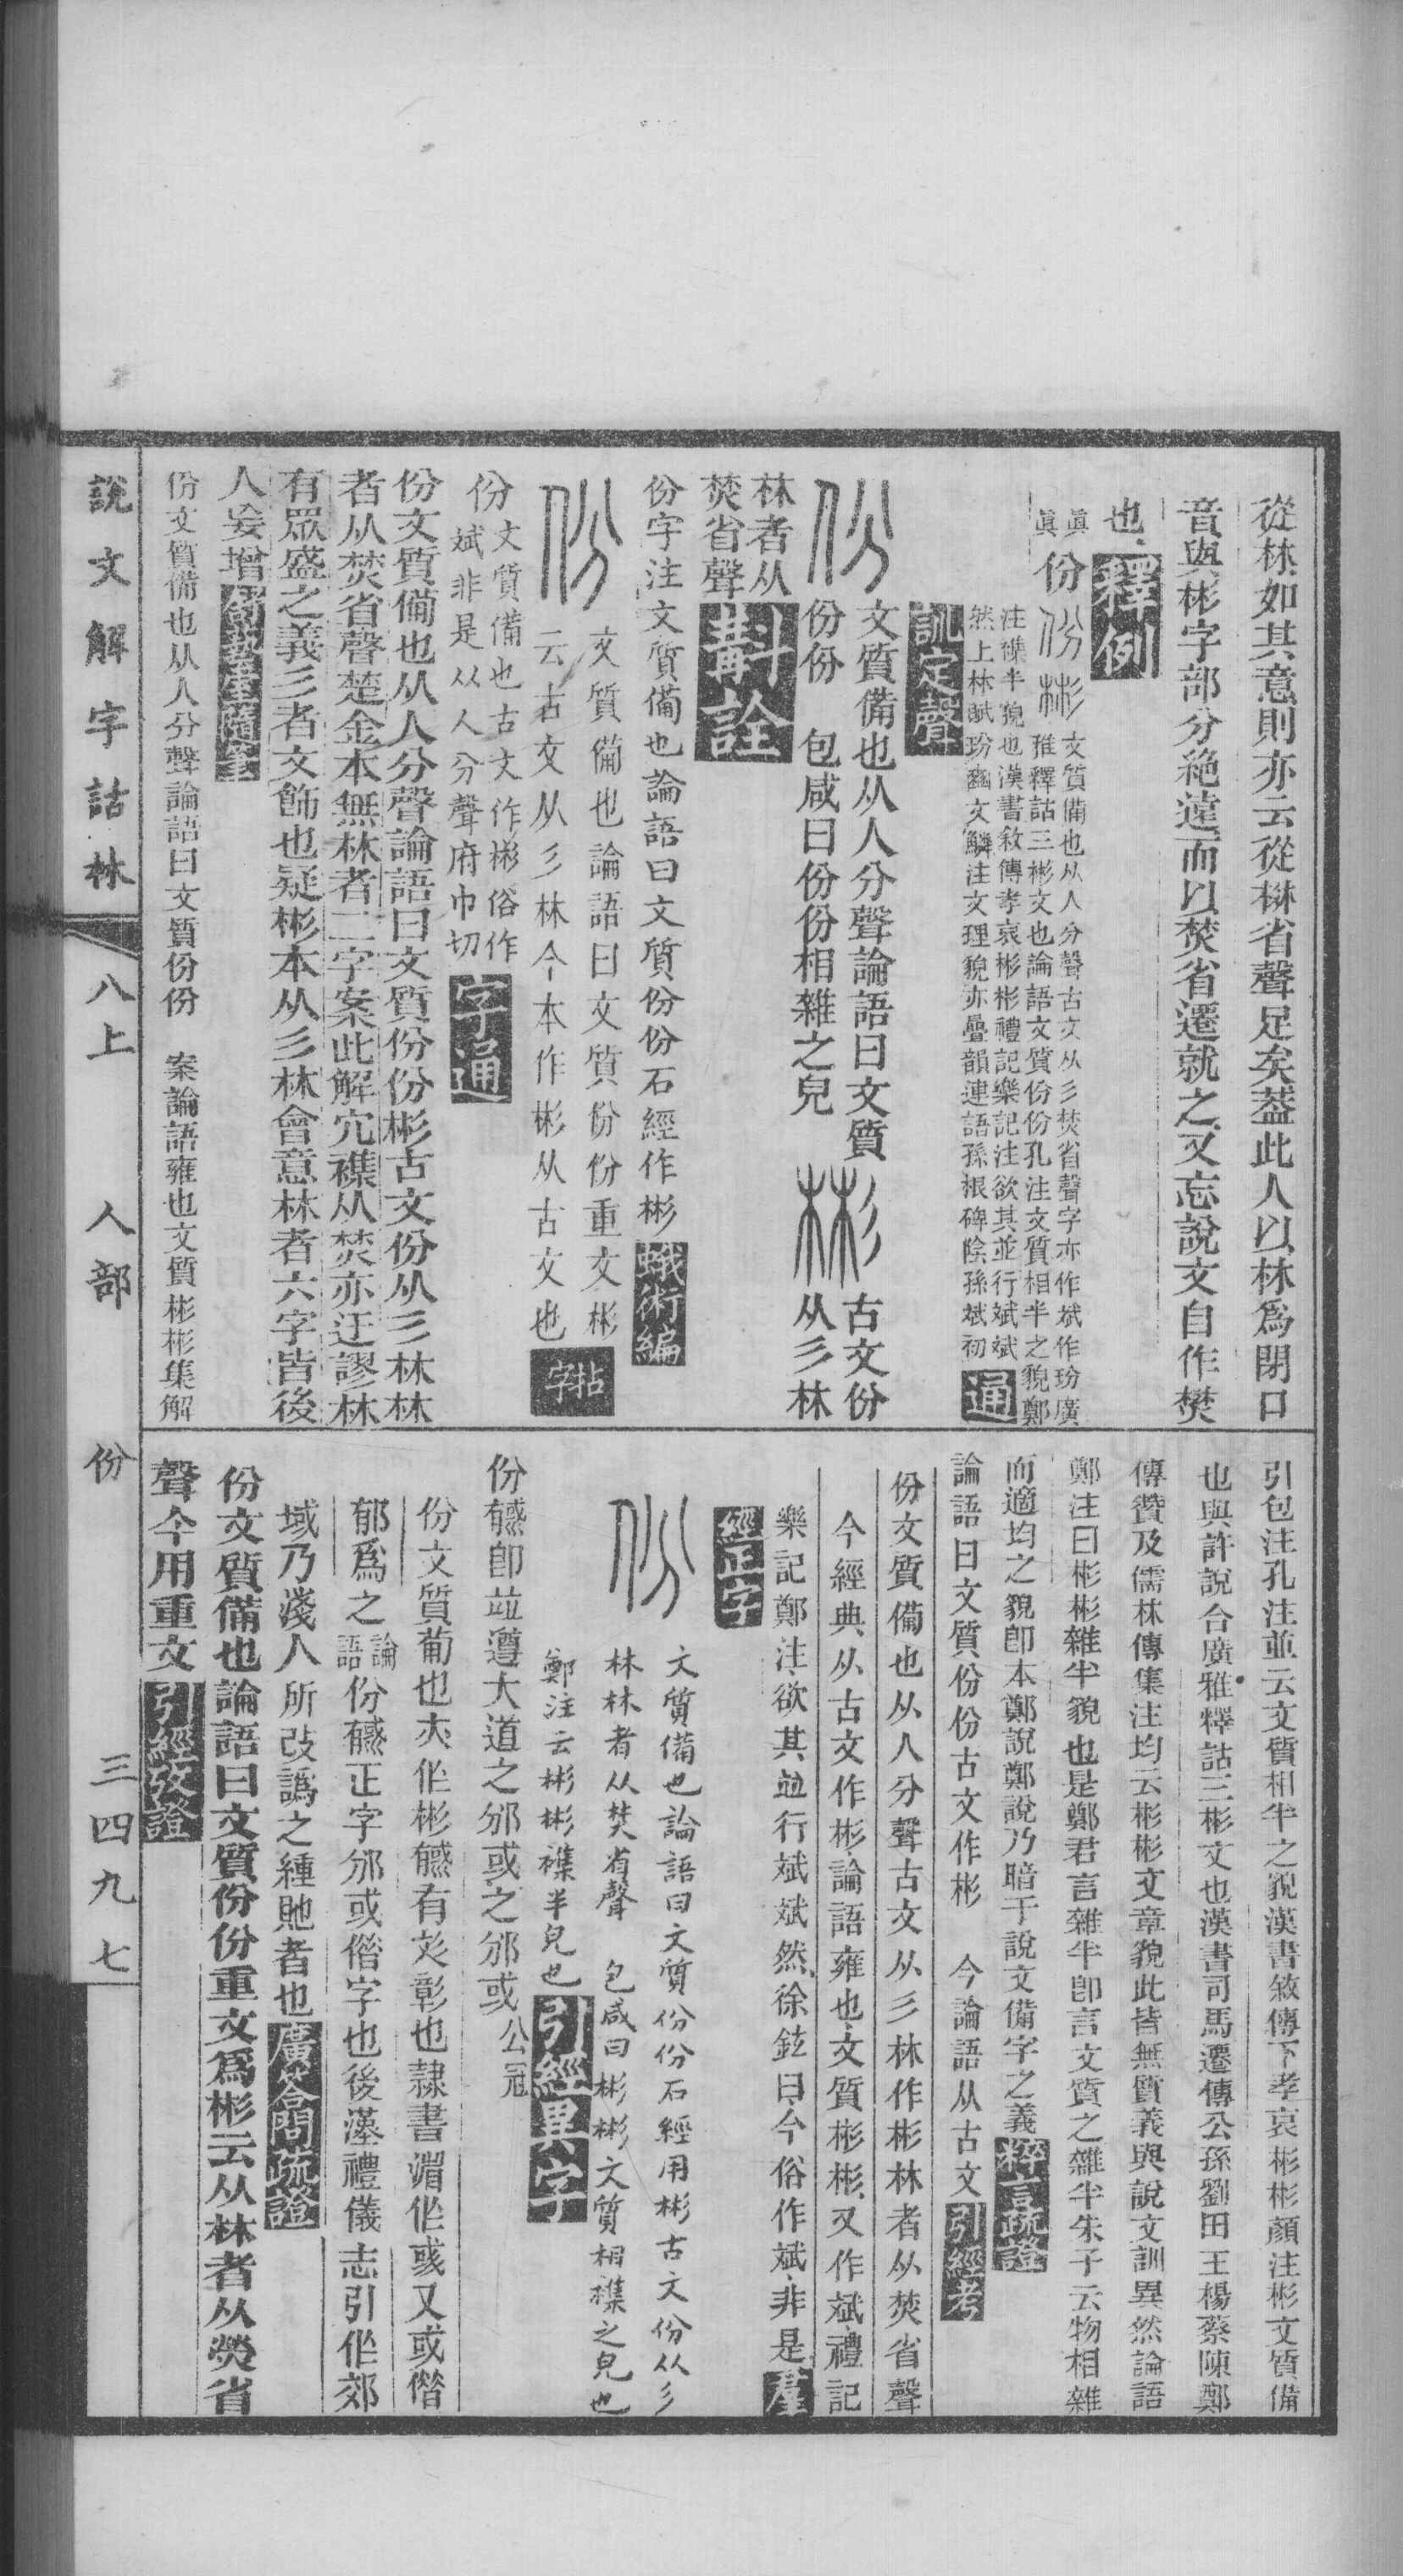 從林如其意則亦云從棥省聲足矣葢此人以林爲閉口
音與彬字部分絶遠而以焚省遷就之又忘說文自作樊
也釋例
眞眞份彬文質備也从人分聲古文从彡焚省聲字亦作斌作玢廣
雅釋詁三彬文也論語文質份份孔注文質相半之貌鄭
注襍半貌也漢書敘傳孝哀彬彬禮記樂記注欲其並行斌斌
然上林賦玢豳文鱗注文理貌亦疊韻連語孫根碑陰孫斌初通
訓定聲
份文質備也从人分聲論語曰文質
份份 包咸曰份份相雜之皃彬古文份
从彡林
林者从
焚省聲斠詮
份字注文質備也論語曰文質份份石經作彬蛾術編
份文質備也論語曰文質份份重文彬
云古文从彡林今本作彬从古文也拈字
份文質備也古文作彬俗作
斌非是从人分聲府巾切字通
份文質備也从人分聲論語曰文質份份彬古文份从彡林林
者从焚省聲楚金本無林者二字案此解宂襍从焚亦迂謬林
有眾盛之義彡者文飾也疑彬本从彡林會意林者六字皆後
人妄增
份文質備也从人分聲論語曰文質份份 案論語雍也文質彬彬集解
說文解字詁林 八上 人部 份 三四九七
引包注孔注並云文質相半之貌漢書敘傳下孝哀彬彬顏注彬文質備
也與許說合廣雅釋詁三彬文也漢書司馬遷傳公孫劉田王楊蔡陳鄭
傳贊及儒林傳集注均云彬彬文章貌此皆無質義與說文訓異然論語
鄭注曰彬彬雜半貌也是鄭君言雜半卽言文質之雜半朱子云物相雜
而適均之貌卽本鄭說鄭說乃暗干說文備字之義稡言疏證
論語曰文質份份古文作彬 今論語从古文引經考
份文質備也从人分聲古文从彡林作彬林者从焚省聲
今經典从古文作彬論語雍也文質彬彬又作斌禮記
樂記鄭注欲其竝行斌斌然徐鉉曰今俗作斌非是羣
經正字
份文質備也論語曰文質份份石經用彬古文份从彡
林林者从焚省聲 包咸曰彬彬文質相襍之皃也
鄭注云彬彬襍半皃也引經異字
份䤋卽竝遵大道之邠或之邠或公冠
份文質葡也亦作彬䤋有彣彰也隸書湄作彧又或偕
郁爲之論語份䤋正字邠或偕字也後漢禮儀志引作郊
域乃淺人所攺譌之緟貤者也廣答問疏證
份文質備也論語曰文質份份重文爲彬云从林者从熒省
聲今用重文引經攷證